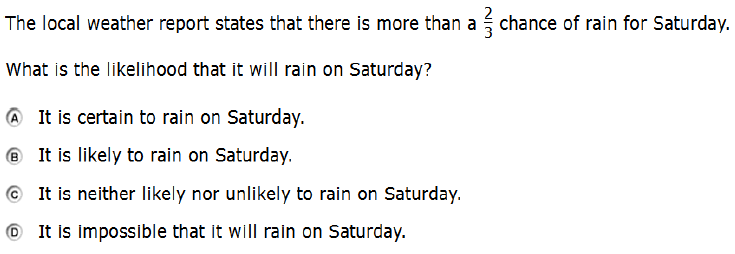 The local weather report states that there is more than a 2/3 chance of rain for Saturday.
What is the likelihood that it will rain on Saturday?
A It is certain to rain on Saturday.
B It is likely to rain on Saturday.
C It is neither likely nor unlikely to rain on Saturday.
D It is impossible that it will rain on Saturday.